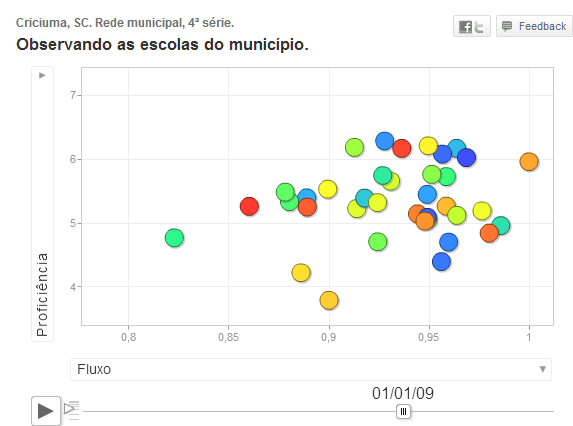 Criciuma, SC. Rede municipal, 4ª série.
Feedback
Observando as escolas do município.
7
6
5
4
Proficiência
0,8
0,85
0,9
0,95
1
Fluxo
01/01/09